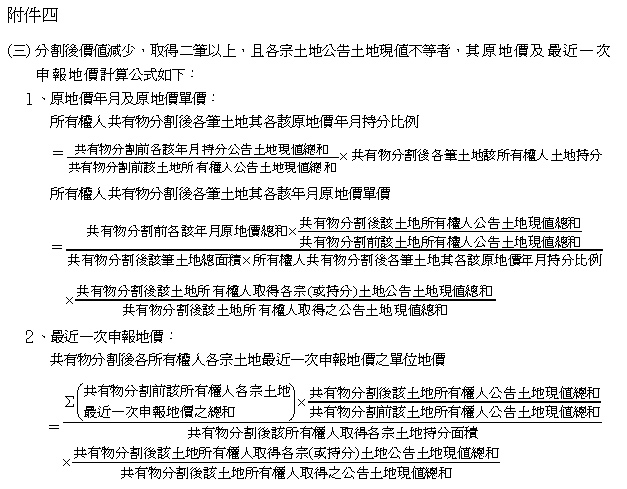 附件四
(三)分割後價值減少，取得二筆以上，且各宗土地公告土地現值不等者，其原地價及最近一次
申報地價計算公式如下：
1、原地價年月及原地價單價：
所有權人共有物分割後各筆土地其各該原地價年月持分比例
＝共有物分割前各該年月持分公告土地現值總和
共有物分割前該土地所有權人公告土地現值總和
×共有物分割後各筆土地該所有權人土地持分
所有權人共有物分割後各筆土地其各該年月原地價單價
＝共有物分割前各該年月原地價總和×共有物分割後該土地所有權人公告土地現值總和
共有物分割前該土地所有權人公告土地現值總和
共有物分割後該筆土地總面積×所有權人共有物分割後各筆土地其各該原地價年月持分比例
×共有物分割後該土地所有權人取得各宗(或持分)土地公告土地現值總和
共有物分割後該土地所有權人取得之公告土地現值總和
2、最近一次申報地價：
共有物分割後各所有權人各宗土地最近一次申報地價之單位地價
＝Σ(共有物分割前該所有權人各宗土地
最近一次申報地價之總和)×共有物分割後該土地所有權人公告土地現值總和
共有物分割前該土地所有權人公告土地現值總和
共有物分割後該所有權人取得各宗土地持分面積
×共有物分割後該土地所有權人取得各宗(或持分)土地公告土地現值總和
共有物分割後該土地所有權人取得之公告土地現值總和